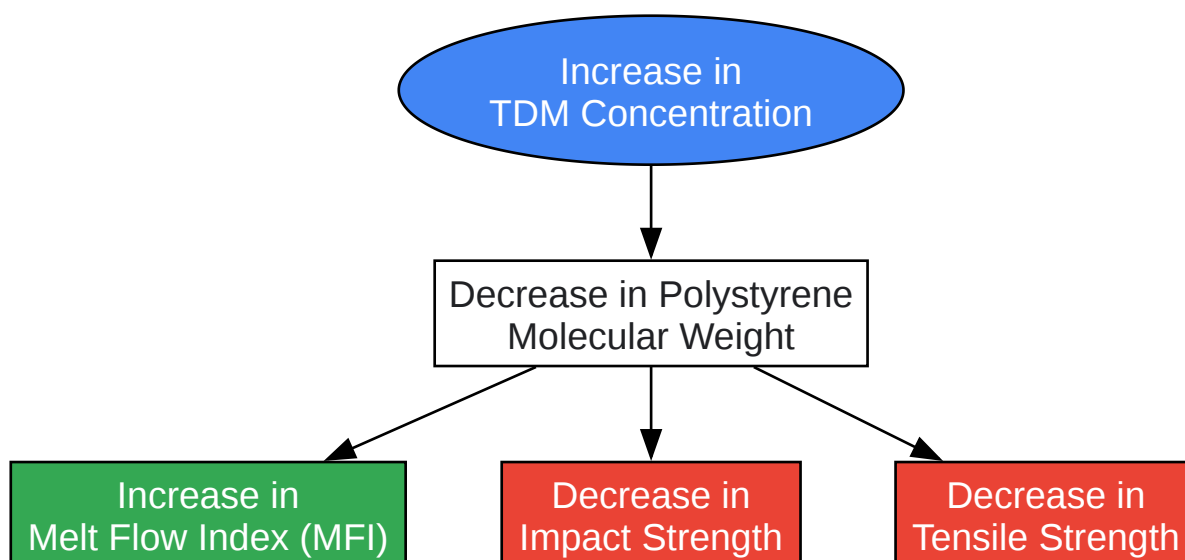 Increase in
TDM Concentration
Decrease in Polystyrene
Molecular Weight
Increase in
Melt Flow Index (MFI)
Decrease in
Impact Strength
Decrease in
Tensile Strength